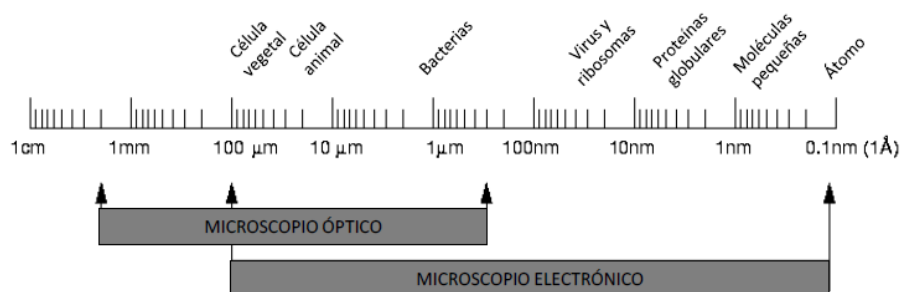 Célula
vegetal
Célula
animal
Bacterias
Virus y
ribosomas
Proteínas
globulares
Moléculas
pequeñas
Átomo
1cm 1mm 100 µm 10 µm 1µm 100nm 10nm 1nm 0.1nm (1Å)
MICROSCOPIO ÓPTICO
MICROSCOPIO ELECTRÓNICO